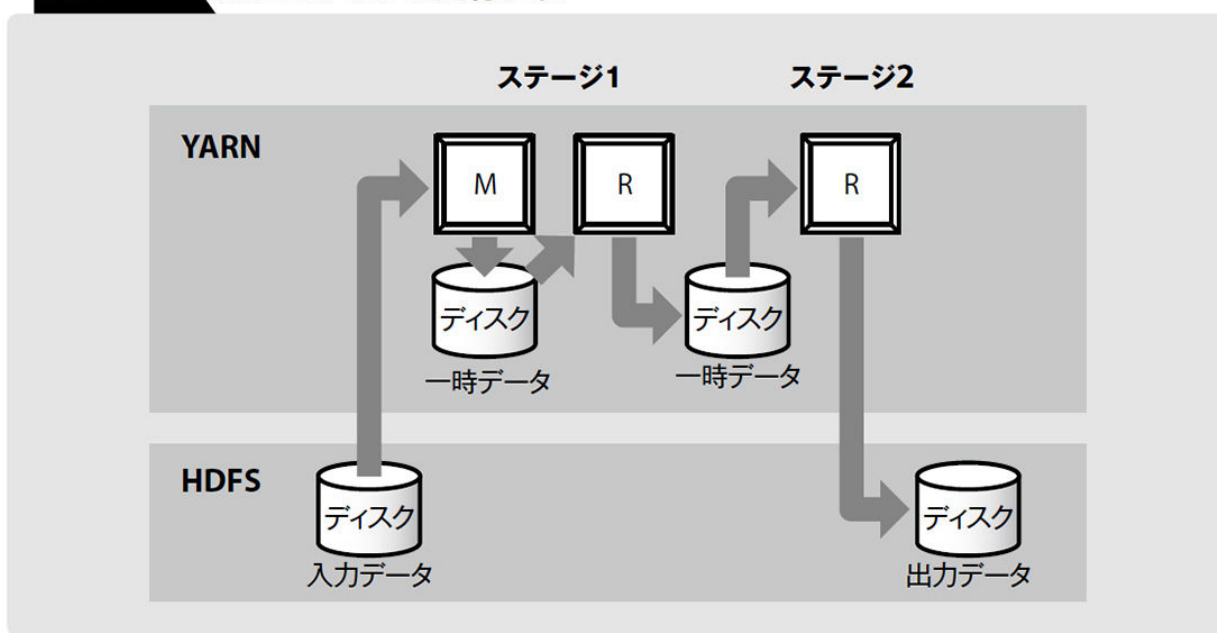 ステージ1
ステージ2
YARN
M
R
R
ディスク
ディスク
一時データ
一時データ
HDFS
ディスク
ディスク
入力データ
出力データ